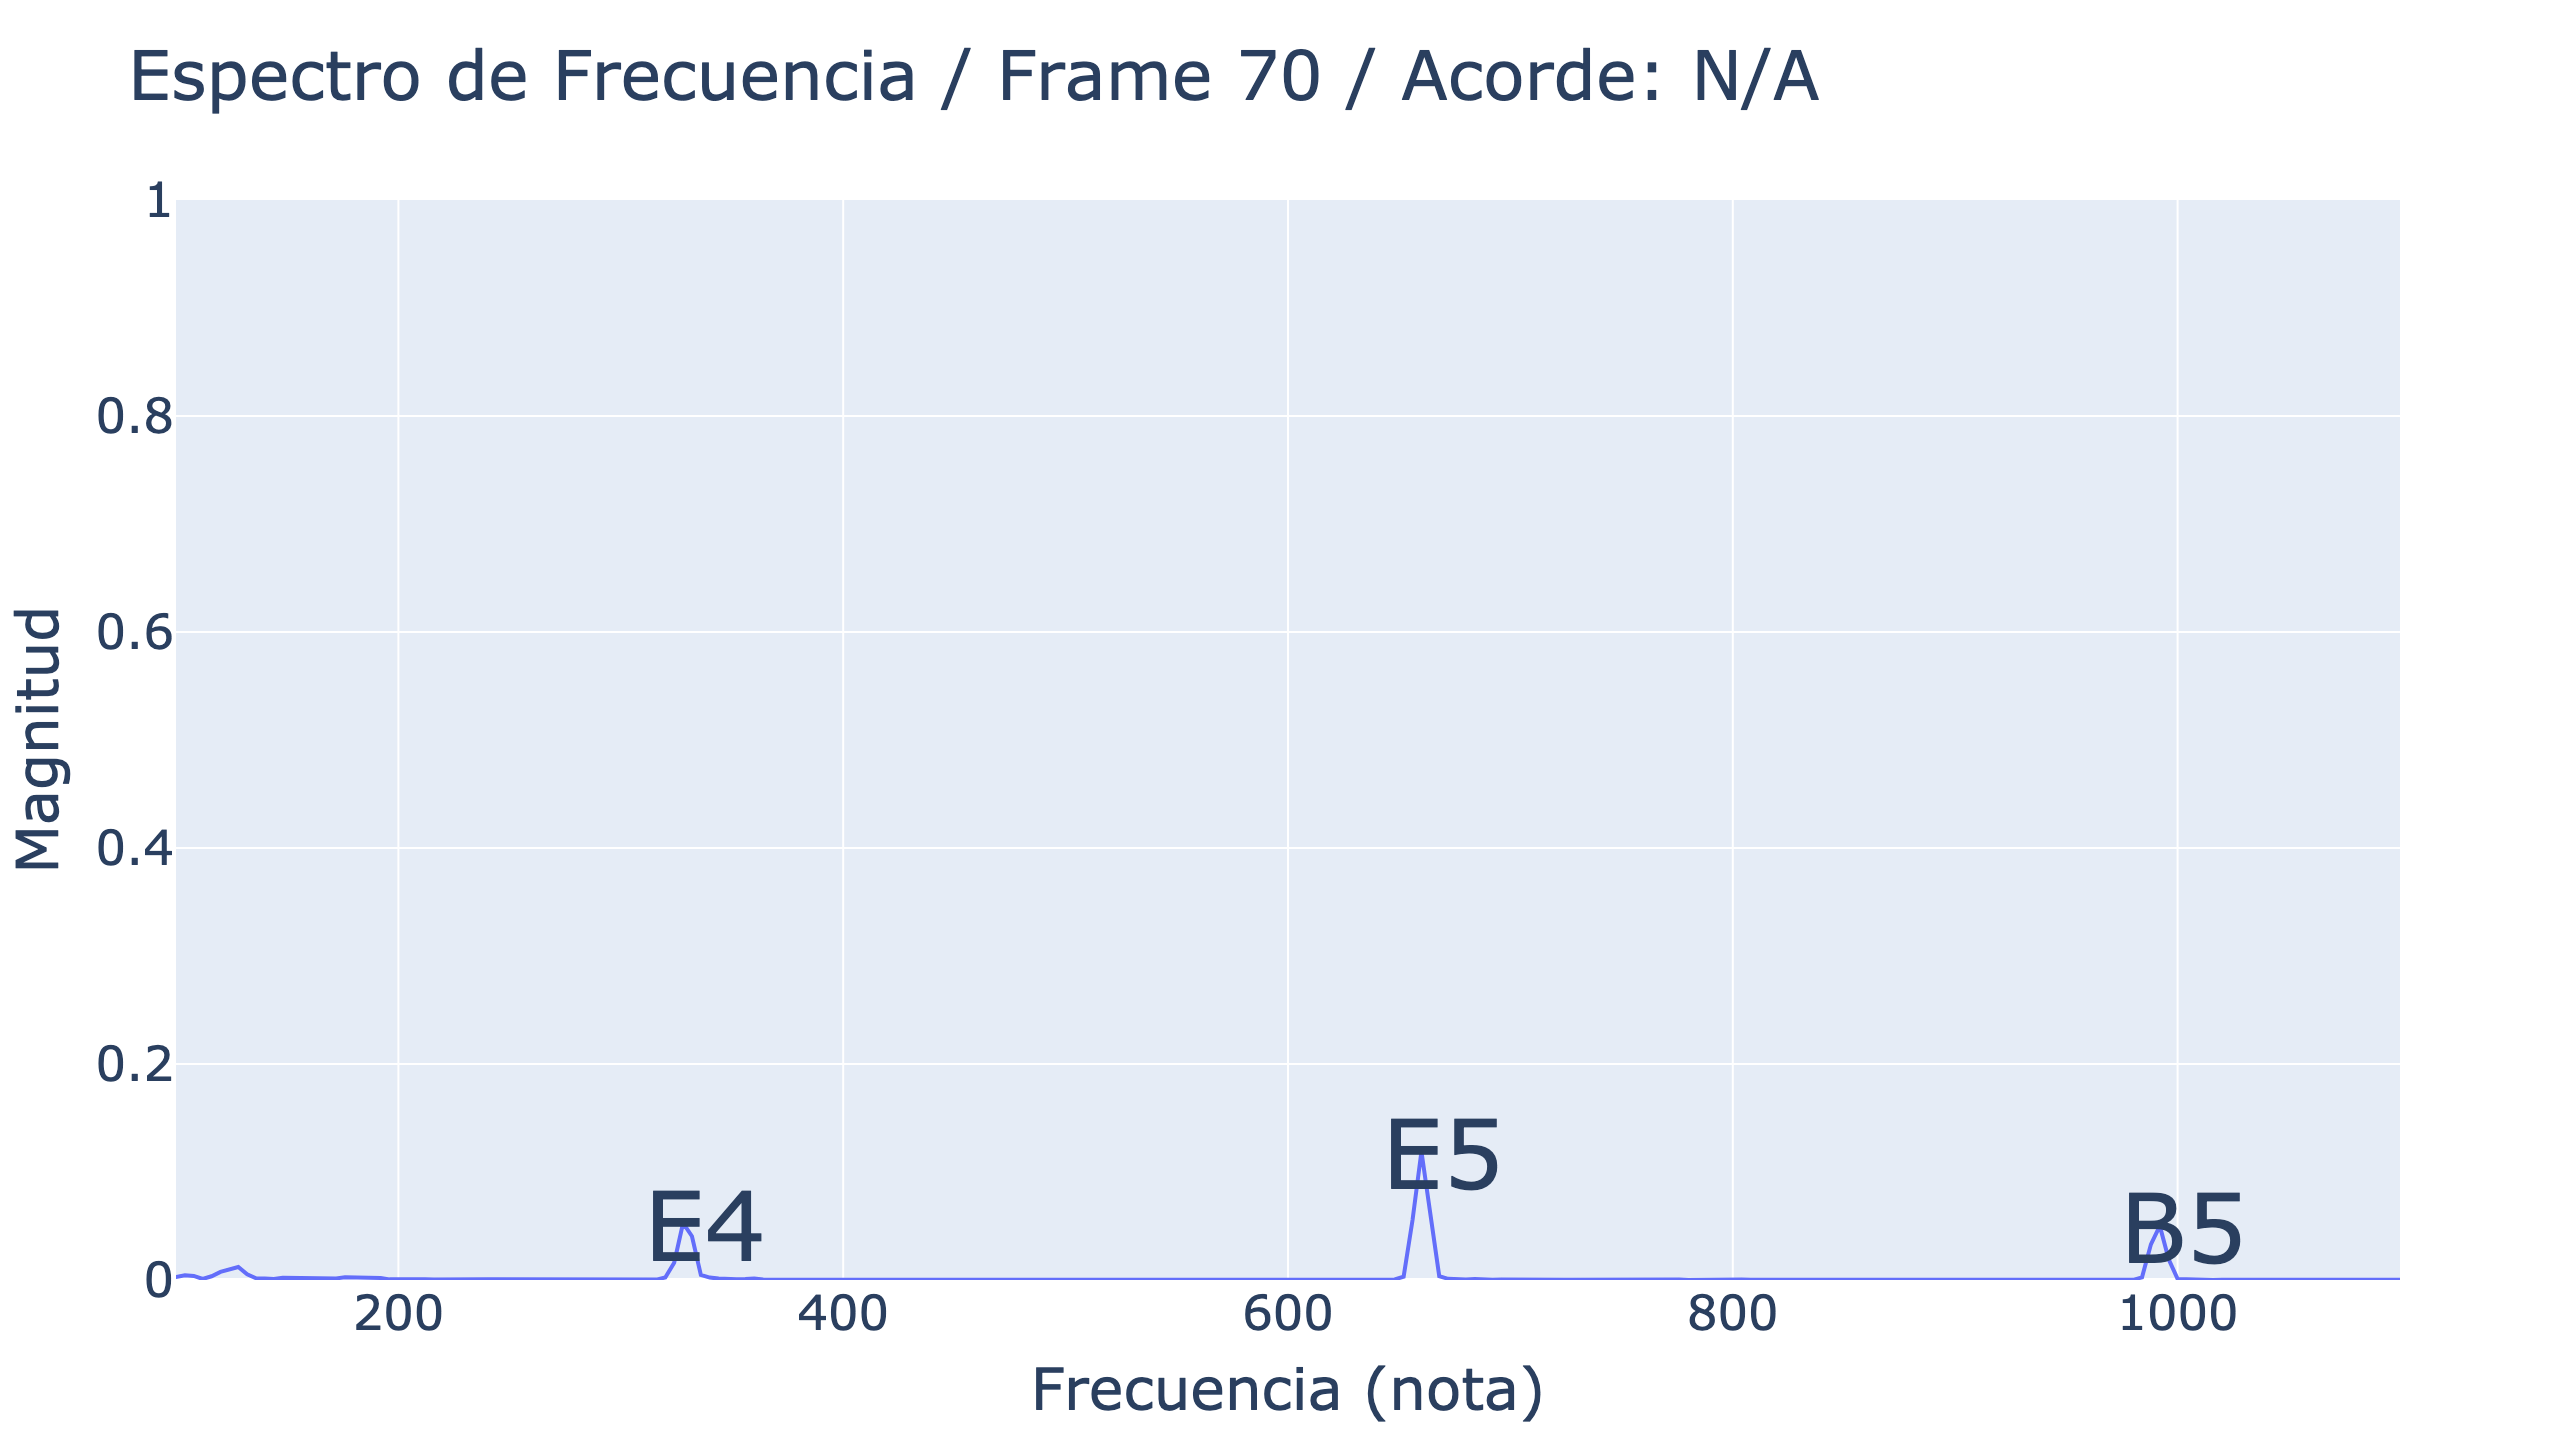 Espectro de Frecuencia / Frame 70 / Acorde: N/A
1
0.8
0.6
0.4
0.2
0
Magnitud
E4
E5
B5
200 400 600 800 1000
Frecuencia (nota)